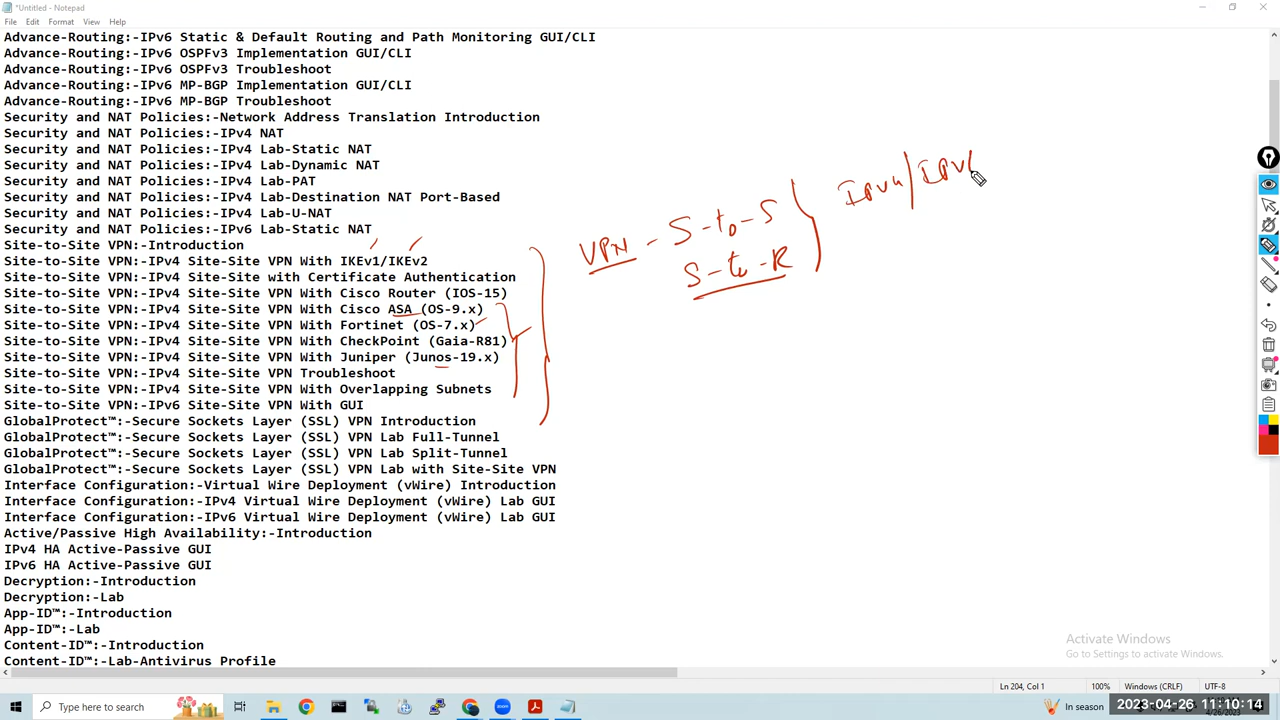 *Untitled - Notepad
File Edit Format View Help
Advance-Routing:-IPv6 Static & Default Routing and Path Monitoring GUI/CLI
Advance-Routing:-IPv6 OSPFv3 Implementation GUI/CLI
Advance-Routing:-IPv6 OSPFv3 Troubleshoot
Advance-Routing:-IPv6 MP-BGP Implementation GUI/CLI
Advance-Routing:-IPv6 MP-BGP Troubleshoot
Security and NAT Policies:-Network Address Translation Introduction
Security and NAT Policies:-IPv4 NAT
Security and NAT Policies:-IPv4 Lab-Static NAT
Security and NAT Policies:-IPv4 Lab-Dynamic NAT
Security and NAT Policies:-IPv4 Lab-PAT
Security and NAT Policies:-IPv4 Lab-Destination NAT Port-Based
Security and NAT Policies:-IPv4 Lab-U-NAT
Security and NAT Policies:-IPv6 Lab-Static NAT
Site-to-Site VPN:-Introduction
Site-to-Site VPN:-IPv4 Site-Site VPN With IKEv1/IKEv2
Site-to-Site VPN:-IPv4 Site-Site with Certificate Authentication
Site-to-Site VPN:-IPv4 Site-Site VPN With Cisco Router (IOS-15)
Site-to-Site VPN:-IPv4 Site-Site VPN With Cisco ASA (OS-9.x)
Site-to-Site VPN:-IPv4 Site-Site VPN With Fortinet (OS-7.x)
Site-to-Site VPN:-IPv4 Site-Site VPN With CheckPoint (Gaia-R81)
Site-to-Site VPN:-IPv4 Site-Site VPN With Juniper (Junos-19.x)
Site-to-Site VPN:-IPv4 Site-Site VPN Troubleshoot
Site-to-Site VPN:-IPv4 Site-Site VPN With Overlapping Subnets
Site-to-Site VPN:-IPv6 Site-Site VPN With GUI
GlobalProtect™:-Secure Sockets Layer (SSL) VPN Introduction
GlobalProtect™:-Secure Sockets Layer (SSL) VPN Lab Full-Tunnel
GlobalProtect™:-Secure Sockets Layer (SSL) VPN Lab Split-Tunnel
GlobalProtect™:-Secure Sockets Layer (SSL) VPN Lab with Site-Site VPN
Interface Configuration:-Virtual Wire Deployment (vWire) Introduction
Interface Configuration:-IPv4 Virtual Wire Deployment (vWire) Lab GUI
Interface Configuration:-IPv6 Virtual Wire Deployment (vWire) Lab GUI
Active/Passive High Availability:-Introduction
IPv4 HA Active-Passive GUI
IPv6 HA Active-Passive GUI
Decryption:-Introduction
Decryption:-Lab
App-ID™:-Introduction
App-ID™:-Lab
Content-ID™:-Introduction
Content-ID™:-Lab-Antivirus Profile
VPN - S-to-S
S-to-R
IPv4/IPv6
Activate Windows
Go to Settings to activate Windows.
Ln 204, Col 1 100% Windows (CRLF) UTF-8
Type here to search
In season
2023-04-26 11:10:14